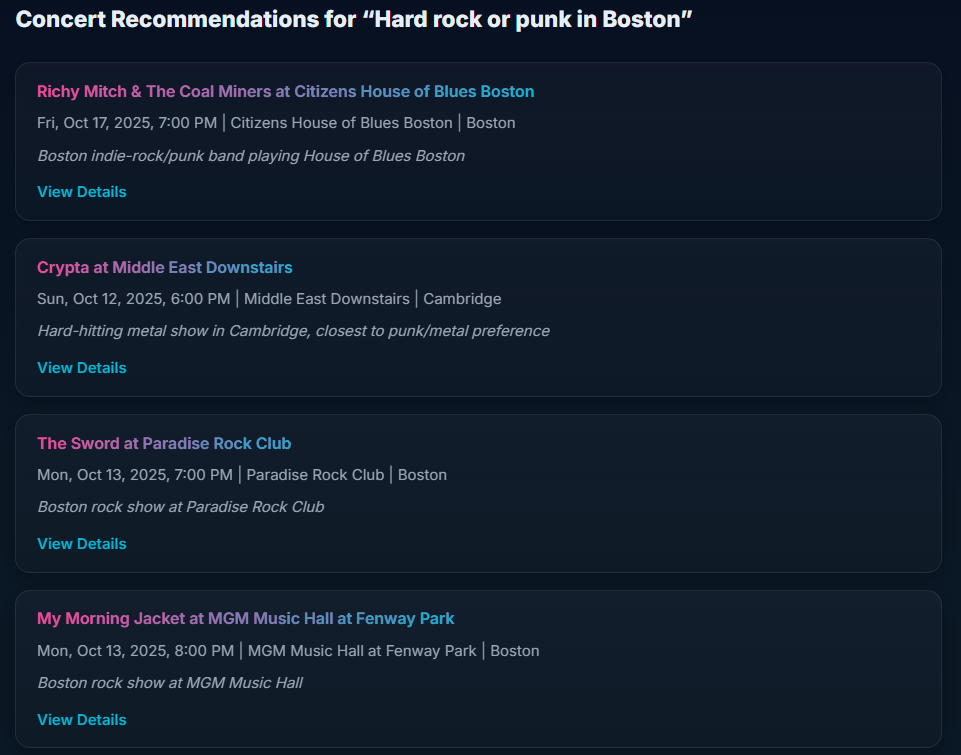 Concert Recommendations for “Hard rock or punk in Boston”
Richy Mitch & The Coal Miners at Citizens House of Blues Boston
Fri, Oct 17, 2025, 7:00 PM | Citizens House of Blues Boston | Boston
Boston indie-rock/punk band playing House of Blues Boston
View Details
Crypta at Middle East Downstairs
Sun, Oct 12, 2025, 6:00 PM | Middle East Downstairs | Cambridge
Hard-hitting metal show in Cambridge, closest to punk/metal preference
View Details
The Sword at Paradise Rock Club
Mon, Oct 13, 2025, 7:00 PM | Paradise Rock Club | Boston
Boston rock show at Paradise Rock Club
View Details
My Morning Jacket at MGM Music Hall at Fenway Park
Mon, Oct 13, 2025, 8:00 PM | MGM Music Hall at Fenway Park | Boston
Boston rock show at MGM Music Hall
View Details